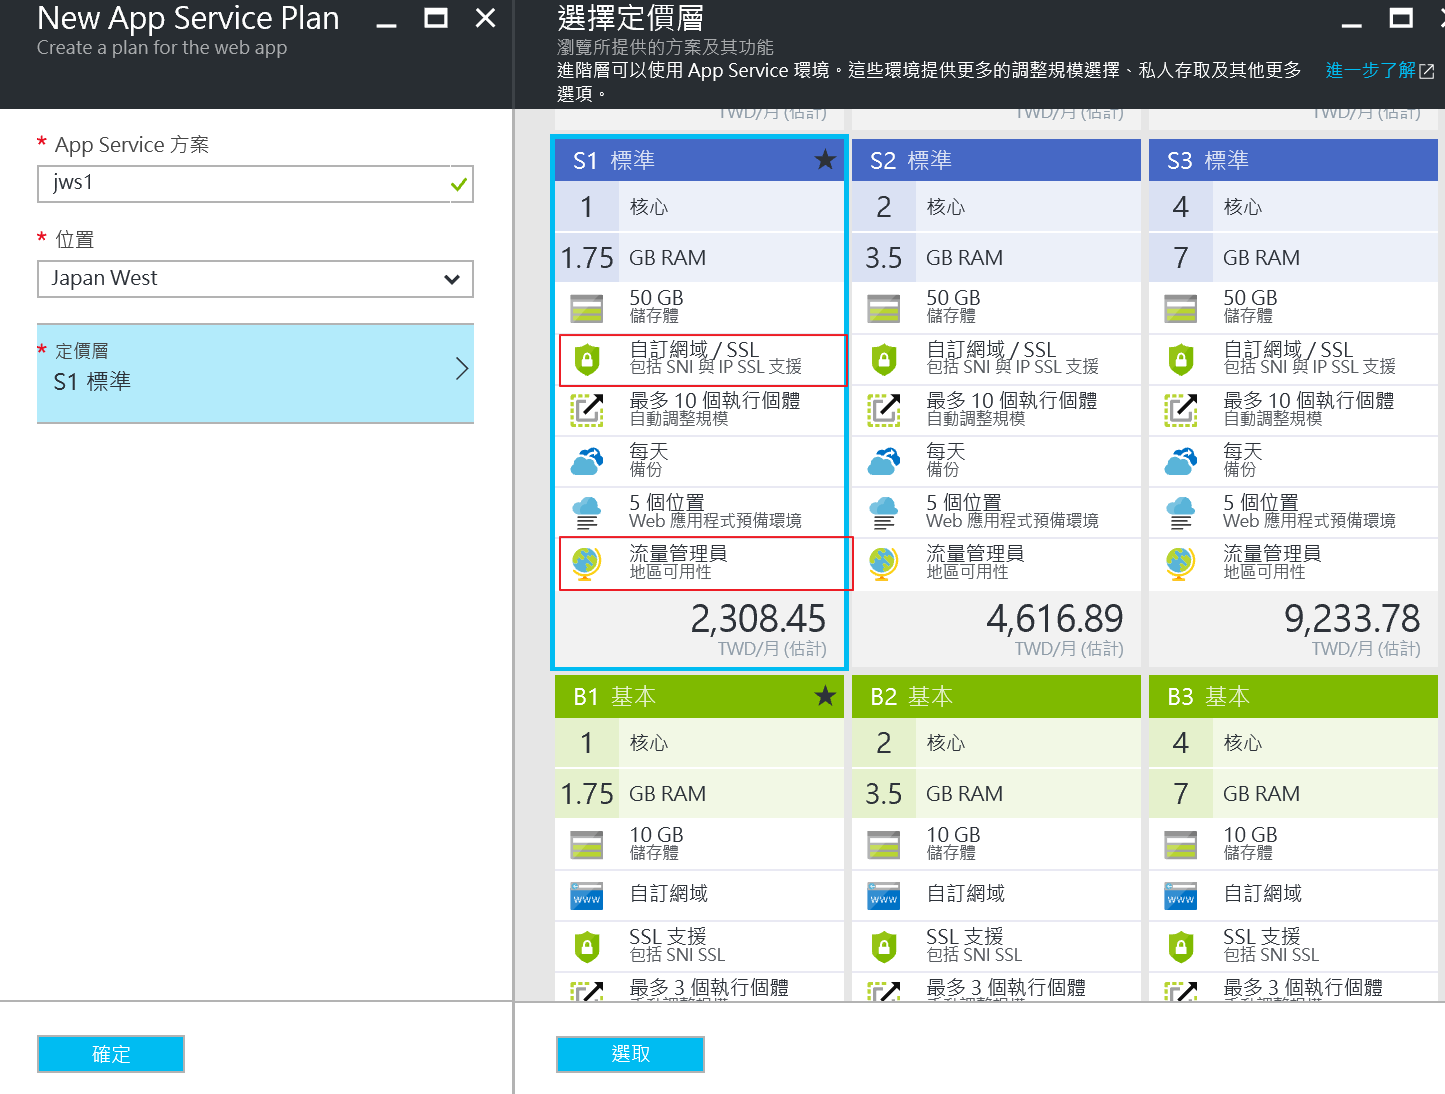 New App Service Plan
Create a plan for the web app
* App Service 方案
jws1
* 位置
Japan West
* 定價層
S1 標準
確定
選擇定價層
瀏覽所提供的方案及其功能
進階層可以使用 App Service 環境。這些環境提供更多的調整規模選擇、私人存取及其他更多選項。
進一步了解
TWD/月 (估計)
TWD/月 (估計)
TWD/月 (估計)
S1 標準
1 核心
1.75 GB RAM
50 GB
儲存體
自訂網域 / SSL
包括 SNI 與 IP SSL 支援
最多 10 個執行個體
自動調整規模
每天
備份
5 個位置
Web 應用程式預備環境
流量管理員
地區可用性
2,308.45
TWD/月 (估計)
S2 標準
2 核心
3.5 GB RAM
50 GB
儲存體
自訂網域 / SSL
包括 SNI 與 IP SSL 支援
最多 10 個執行個體
自動調整規模
每天
備份
5 個位置
Web 應用程式預備環境
流量管理員
地區可用性
4,616.89
TWD/月 (估計)
S3 標準
4 核心
7 GB RAM
50 GB
儲存體
自訂網域 / SSL
包括 SNI 與 IP SSL 支援
最多 10 個執行個體
自動調整規模
每天
備份
5 個位置
Web 應用程式預備環境
流量管理員
地區可用性
9,233.78
TWD/月 (估計)
B1 基本
1 核心
1.75 GB RAM
10 GB
儲存體
www
自訂網域
SSL 支援
包括 SNI SSL
最多 3 個執行個體
手動調整規模
B2 基本
2 核心
3.5 GB RAM
10 GB
儲存體
www
自訂網域
SSL 支援
包括 SNI SSL
最多 3 個執行個體
手動調整規模
B3 基本
4 核心
7 GB RAM
10 GB
儲存體
www
自訂網域
SSL 支援
包括 SNI SSL
最多 3 個執行個體
手動調整規模
選取